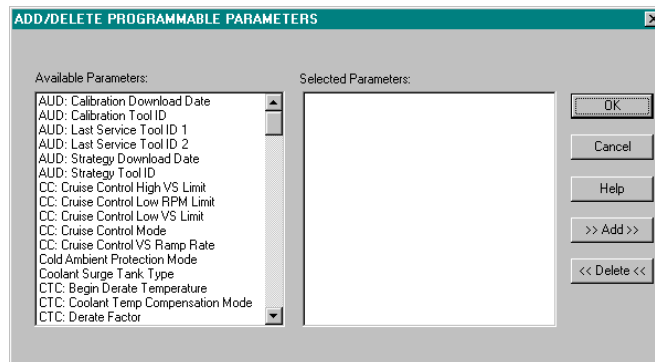 ADD/DELETE PROGRAMMABLE PARAMETERS
Available Parameters:
AUD: Calibration Download Date
AUD: Calibration Tool ID
AUD: Last Service Tool ID 1
AUD: Last Service Tool ID 2
AUD: Strategy Download Date
AUD: Strategy Tool ID
CC: Cruise Control High VS Limit
CC: Cruise Control Low RPM Limit
CC: Cruise Control Low VS Limit
CC: Cruise Control Mode
CC: Cruise Control VS Ramp Rate
Cold Ambient Protection Mode
Coolant Surge Tank Type
CTC: Begin Derate Temperature
CTC: Coolant Temp Compensation Mode
CTC: Derate Factor
Selected Parameters:
OK
Cancel
Help
>> Add >>
<< Delete <<